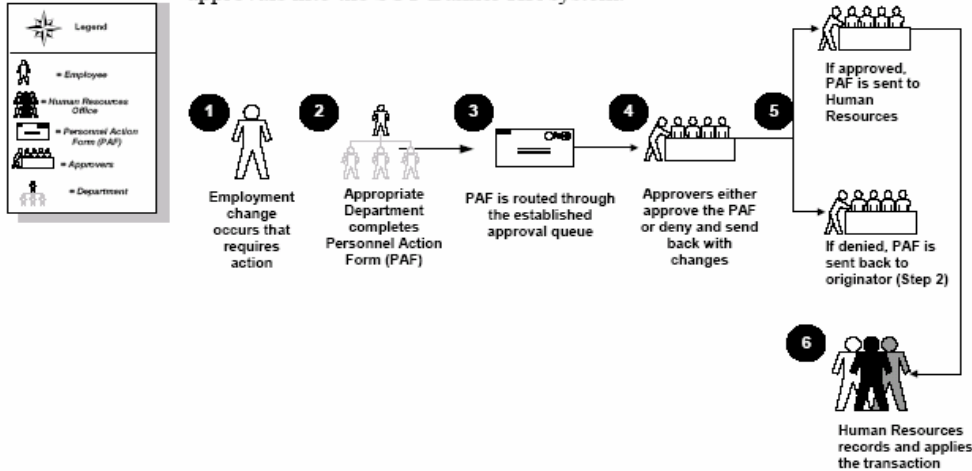 Legend
= Employee
= Human Resources
Office
= Personnel Action
Form (PAF)
= Approvers
= Department
1
Employment
change
occurs that
requires
action
2
Appropriate
Department
completes
Personnel Action
Form (PAF)
3
PAF is routed through
the established
approval queue
4
Approvers either
approve the PAF
or deny and send
back with
changes
5
If approved,
PAF is sent to
Human
Resources
If denied, PAF is
sent back to
originator (Step 2)
6
Human Resources
records and applies
the transaction